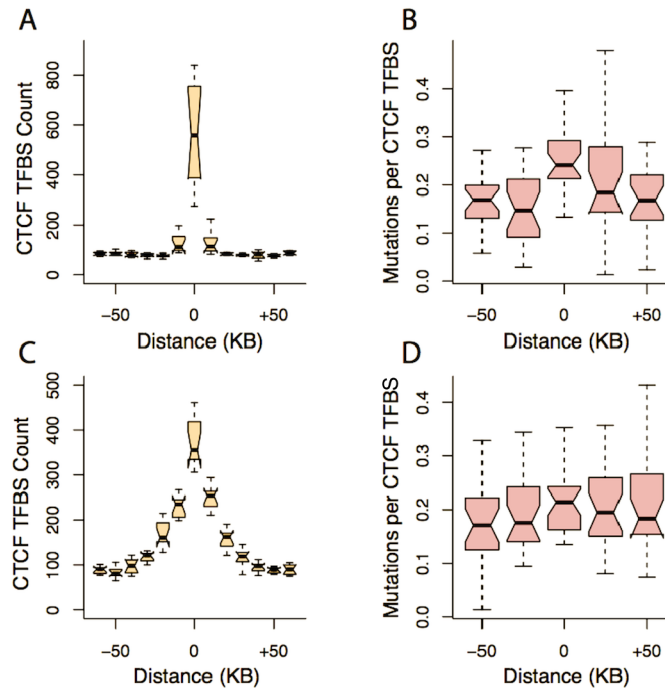 A
CTCF TFBS Count
800
600
400
200
0
−50
0
+50
Distance (KB)
B
Mutations per CTCF TFBS
0.4
0.3
0.2
0.1
0.0
−50
0
+50
Distance (KB)
C
CTCF TFBS Count
500
400
300
200
100
0
−50
0
+50
Distance (KB)
D
Mutations per CTCF TFBS
0.4
0.3
0.2
0.1
0.0
−50
0
+50
Distance (KB)